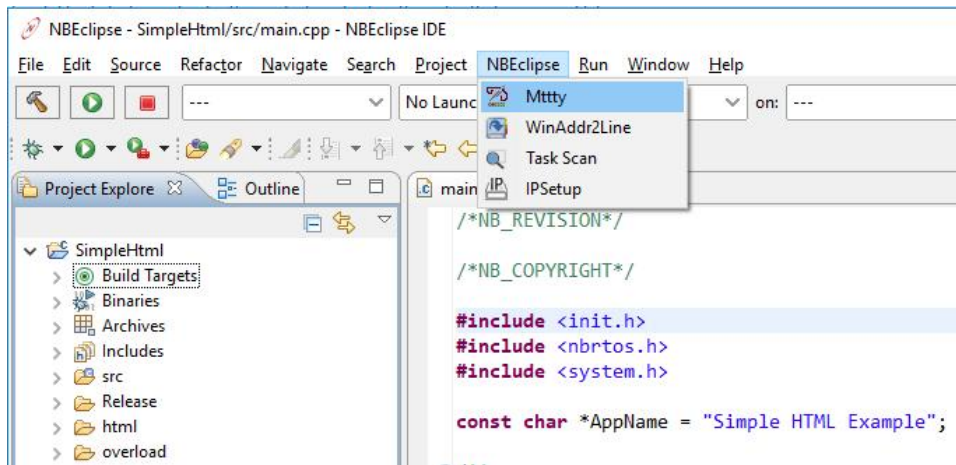 NBEclipse - SimpleHtml/src/main.cpp - NBEclipse IDE
File Edit Source Refactor Navigate Search Project NBEclipse Run Window Help
--- No Launc on: ---
Mttty
WinAddr2Line
Task Scan
IPSetup
Project Explore Outline main
SimpleHtml
Build Targets
Binaries
Archives
Includes
src
Release
html
overload
/*NB_REVISION*/
/*NB_COPYRIGHT*/
#include <init.h>
#include <nbrtos.h>
#include <system.h>
const char *AppName = "Simple HTML Example";